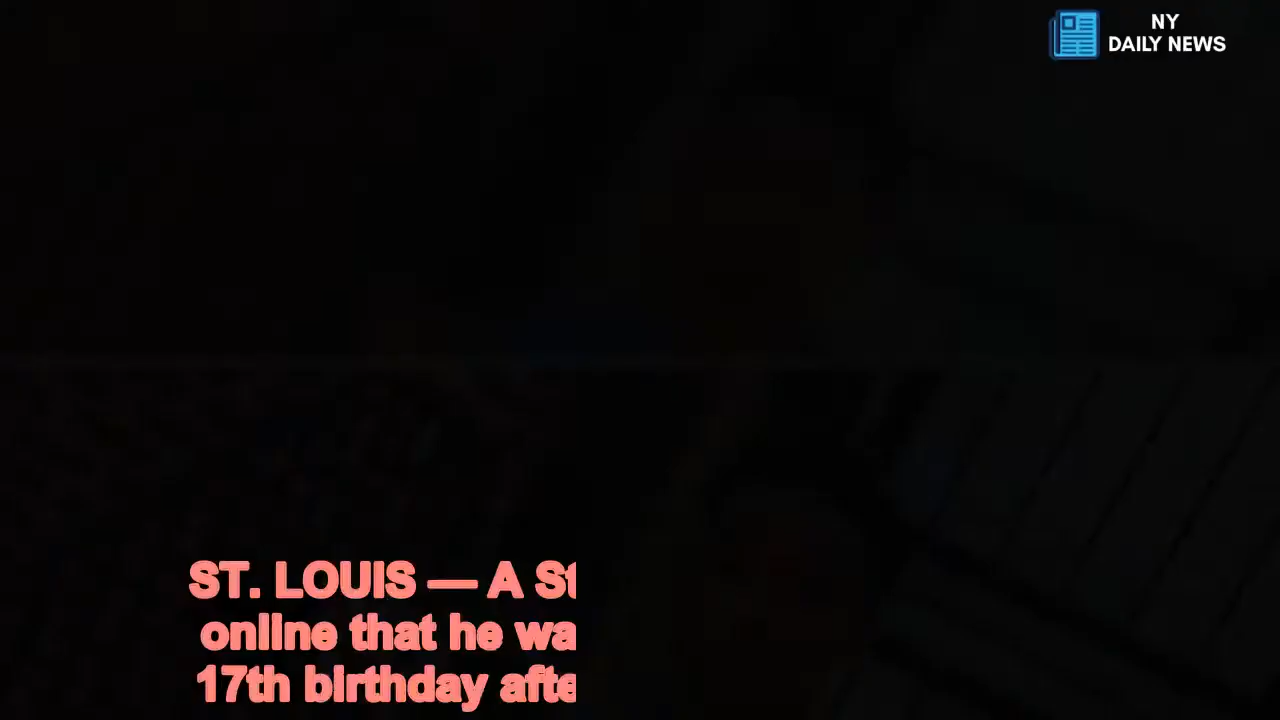 NY
DAILY NEWS
ST. LOUIS — A St
online that he wa
17th birthday afte